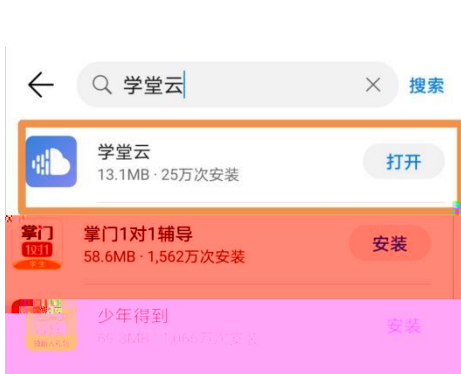 学堂云
搜索
学堂云
打开
13.1MB · 25万次安装
掌门
1对1
掌门1对1辅导
安装
58.6MB · 1,562万次安装
少年得到
安装